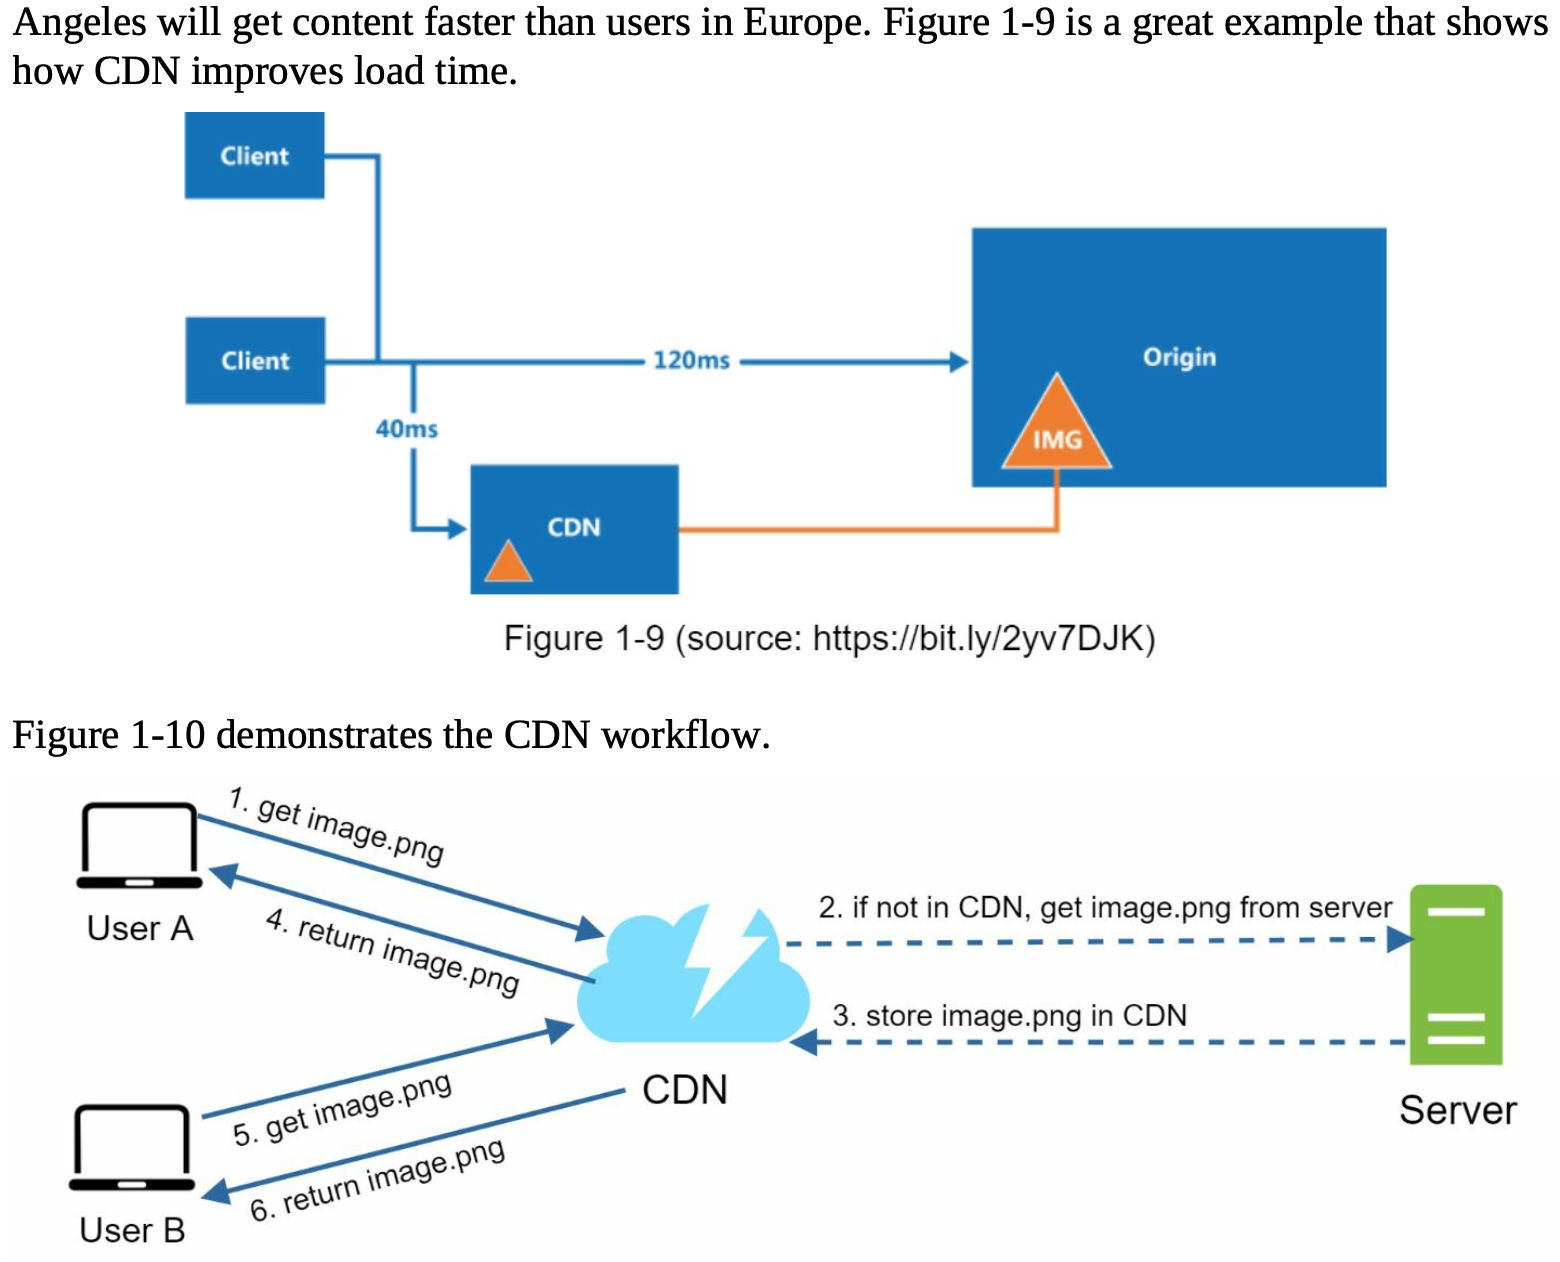 Angeles will get content faster than users in Europe. Figure 1-9 is a great example that shows
how CDN improves load time.
Client
Client
120ms
Origin
40ms
IMG
CDN
Figure 1-9 (source: https://bit.ly/2yv7DJK)
Figure 1-10 demonstrates the CDN workflow.
1. get image.png
2. if not in CDN, get image.png from server
User A
4. return image.png
3. store image.png in CDN
CDN
5. get image.png
Server
6. return image.png
User B